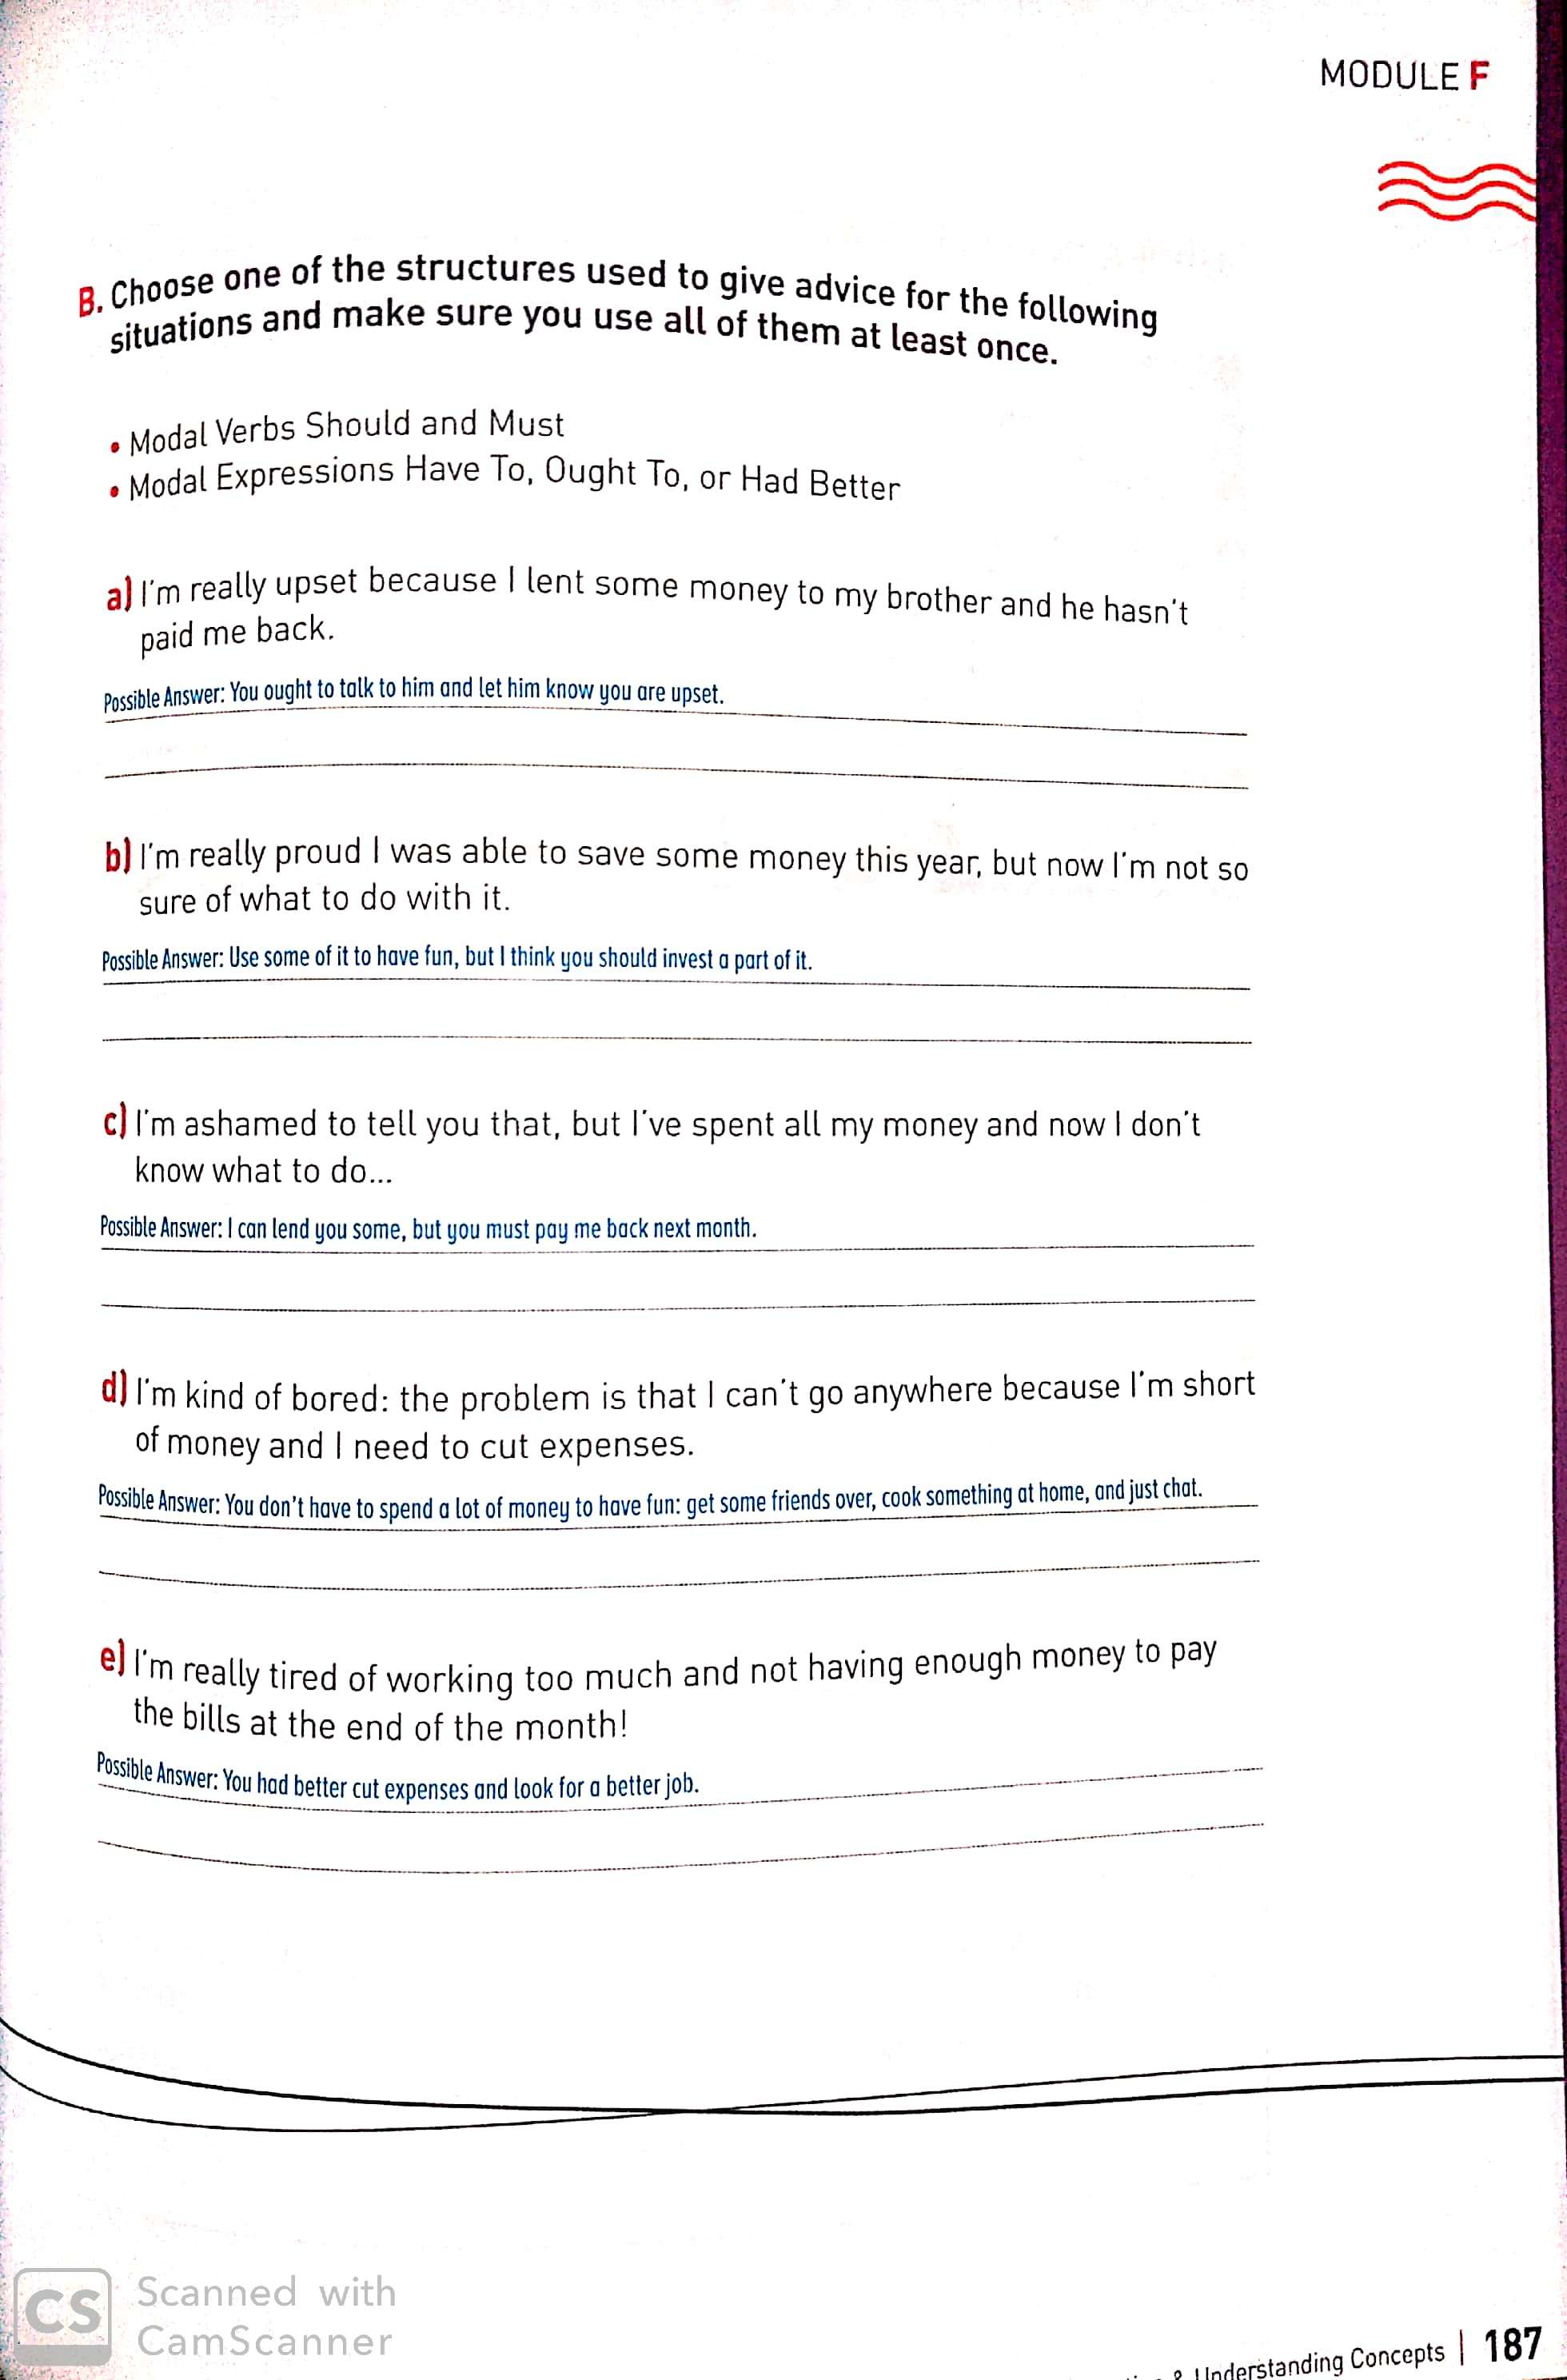 MODULE F
B. Choose one of the structures used to give advice for the following
situations and make sure you use all of them at least once.
• Modal Verbs Should and Must
• Modal Expressions Have To, Ought To, or Had Better
a) I'm really upset because I lent some money to my brother and he hasn't
paid me back.
Possible Answer: You ought to talk to him and let him know you are upset.
b) I'm really proud I was able to save some money this year, but now I'm not so
sure of what to do with it.
Possible Answer: Use some of it to have fun, but I think you should invest a part of it.
c) I'm ashamed to tell you that, but I've spent all my money and now I don't
know what to do...
Possible Answer: I can lend you some, but you must pay me back next month.
d) I'm kind of bored: the problem is that I can't go anywhere because I'm short
of money and I need to cut expenses.
Possible Answer: You don't have to spend a lot of money to have fun: get some friends over, cook something at home, and just chat.
e) I'm really tired of working too much and not having enough money to pay
the bills at the end of the month!
Possible Answer: You had better cut expenses and look for a better job.
CS Scanned with
CamScanner
Understanding Concepts | 187